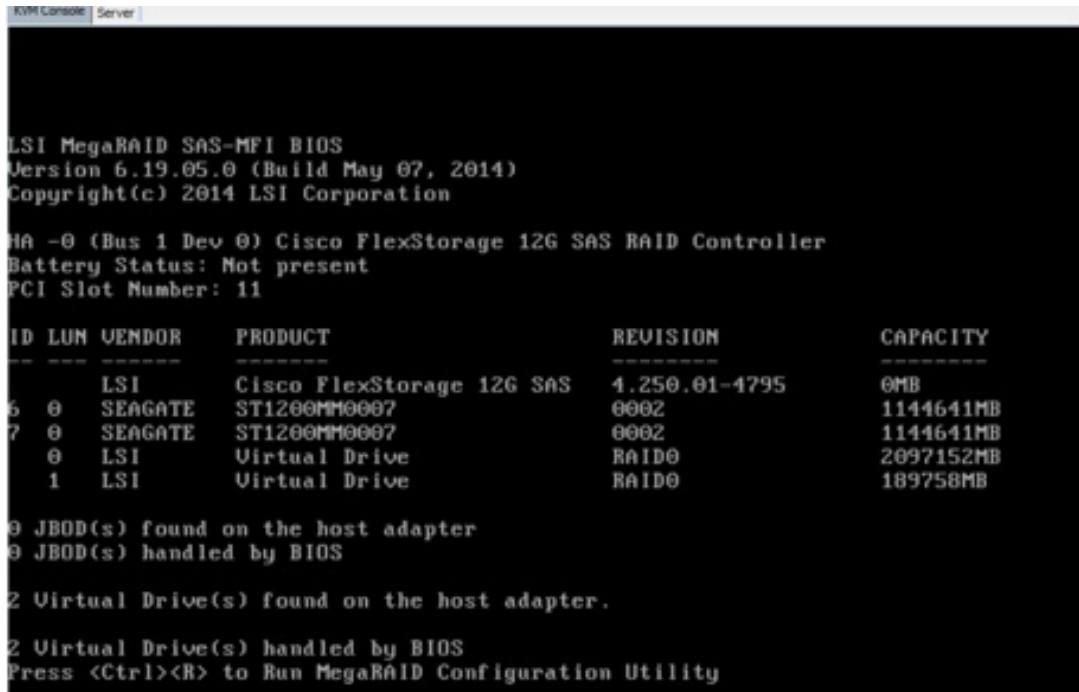 KVM Console Server
LSI MegaRAID SAS-MFI BIOS
Version 6.19.05.0 (Build May 07, 2014)
Copyright(c) 2014 LSI Corporation
HA -0 (Bus 1 Dev 0) Cisco FlexStorage 12G SAS RAID Controller
Battery Status: Not present
PCI Slot Number: 11
ID LUN VENDOR PRODUCT REVISION CAPACITY
-- --- ------ ------- -------- --------
LSI Cisco FlexStorage 12G SAS 4.250.01-4795 0MB
6 0 SEAGATE ST1200MM0007 0002 1144641MB
7 0 SEAGATE ST1200MM0007 0002 1144641MB
0 LSI Virtual Drive RAID0 2097152MB
1 LSI Virtual Drive RAID0 189758MB
0 JBOD(s) found on the host adapter
0 JBOD(s) handled by BIOS
2 Virtual Drive(s) found on the host adapter.
2 Virtual Drive(s) handled by BIOS
Press <Ctrl><R> to Run MegaRAID Configuration Utility